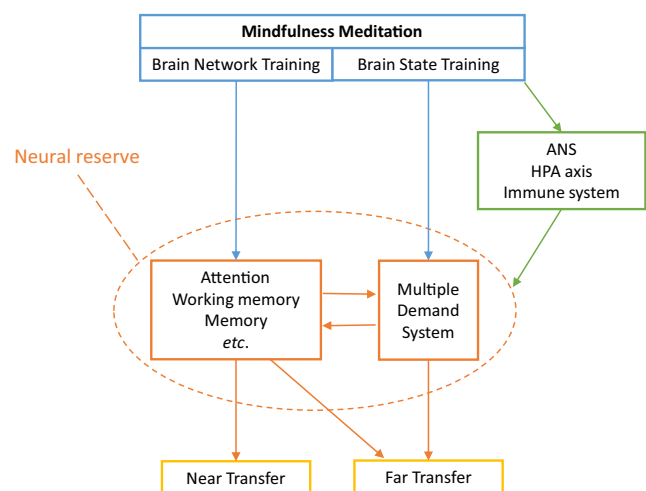 Mindfulness Meditation
Brain Network Training
Brain State Training
Neural reserve
ANS
HPA axis
Immune system
Attention
Working memory
Memory
etc.
Multiple
Demand
System
Near Transfer
Far Transfer